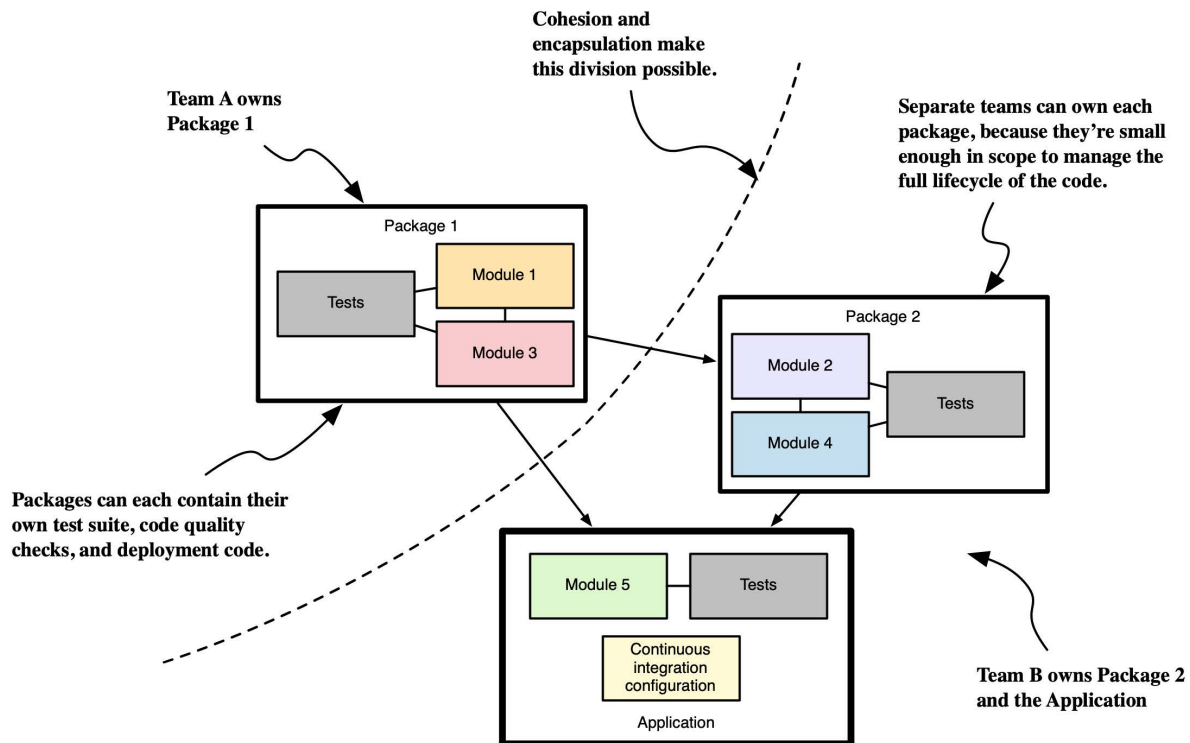 Cohesion and
encapsulation make
this division possible.
Team A owns
Package 1
Separate teams can own each
package, because they’re small
enough in scope to manage the
full lifecycle of the code.
Package 1
Module 1
Tests
Module 3
Package 2
Module 2
Tests
Module 4
Packages can each contain their
own test suite, code quality
checks, and deployment code.
Module 5
Tests
Continuous
integration
configuration
Application
Team B owns Package 2
and the Application